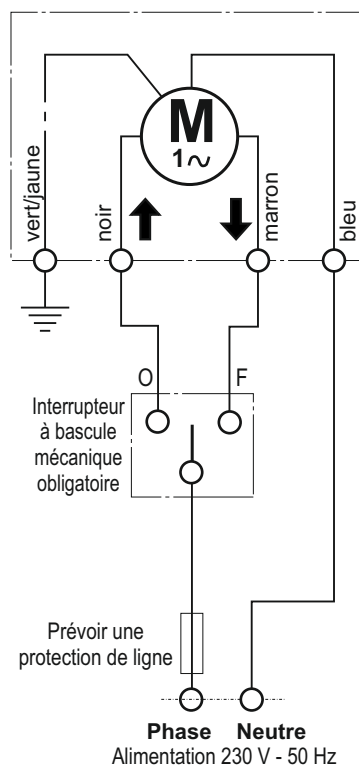 M
1~
vert/jaune
noir
marron
bleu
O
F
Interrupteur
à bascule
mécanique
obligatoire
Prévoir une
protection de ligne
Phase Neutre
Alimentation 230 V - 50 Hz